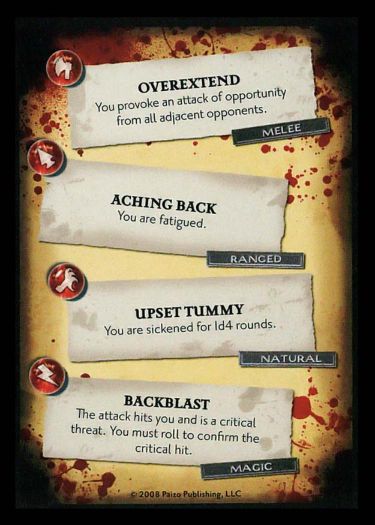 OVEREXTEND
You provoke an attack of opportunity
from all adjacent opponents.
MELEE
ACHING BACK
You are fatigued.
RANGED
UPSET TUMMY
You are sickened for 1d4 rounds.
NATURAL
BACKBLAST
The attack hits you and is a critical
threat. You must roll to confirm the
critical hit.
MAGIC
© 2008 Paizo Publishing, LLC